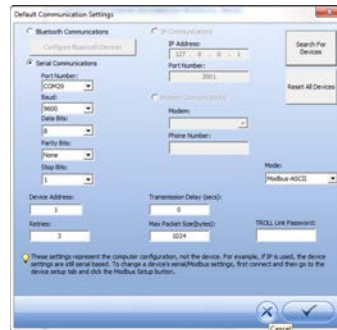 Default Communication Settings
Bluetooth Communications
Configure Bluetooth Devices
Serial Communications
Port Number:
COM29
Baud:
9600
Data Bits:
8
Parity Bits:
None
Stop Bits:
1
IP Communications
IP Address:
127 . 0 . 0 . 1
Port Number:
Modem Communications
Modem:
Phone Number:
Search For
Devices
Reset All Devices
Mode:
Modbus-ASCII
Device Address:
1
Transmission Delay (secs):
0
Retries:
3
Max Packet Size(bytes):
1024
TROLL Link Password:
These settings represent the computer configuration, not the device. For example, if IP is used, the device
settings are still serial based. To change a device's serial/Modbus settings, first connect and then go to the
device setup tab and click the Modbus Setup button.
Cancel